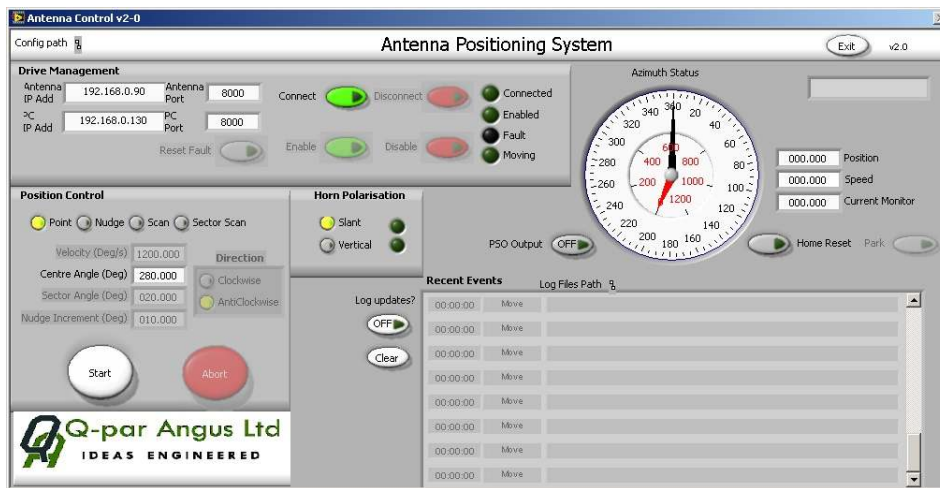 Antenna Control v2-0
Config path
Antenna Positioning System
Exit
v2.0
Drive Management
Antenna IP Add 192.168.0.90 Antenna Port 8000
PC IP Add 192.168.0.130 PC Port 8000
Connect Disconnect
Connected
Enabled
Fault
Moving
Reset Fault
Enable Disable
Azimuth Status
360 20 40 60 80 100 120 140 160 180 200 220 240 260 280 300 320 340
200 400 600 800 1000 1200
000.000 Position
000.000 Speed
000.000 Current Monitor
PSO Output OFF
Home Reset Park
Position Control
Point Nudge Scan Sector Scan
Velocity (Deg/s) 1200.000
Centre Angle (Deg) 280.000
Sector Angle (Deg) 020.000
Nudge Increment (Deg) 010.000
Direction
Clockwise
AntiClockwise
Start
Abort
Horn Polarisation
Slant
Vertical
Log updates?
OFF
Clear
Recent Events Log Files Path
00:00:00 Move
00:00:00 Move
00:00:00 Move
00:00:00 Move
00:00:00 Move
00:00:00 Move
00:00:00 Move
00:00:00 Move
Q-par Angus Ltd
IDEAS ENGINEERED